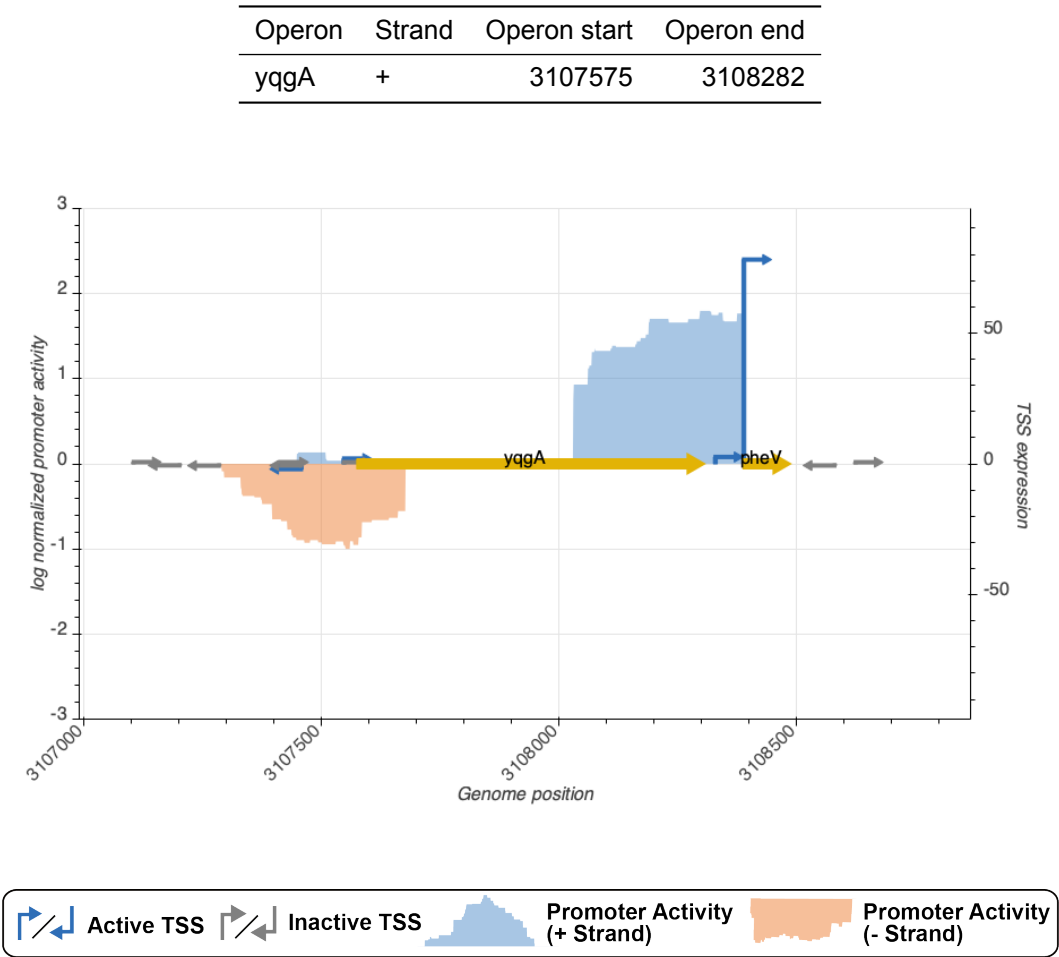 Operon Strand Operon start Operon end
yqgA + 3107575 3108282
3
2
1
0
-1
-2
-3
log normalized promoter activity
50
0
-50
TSS expression
yqgA
pheV
3107000
3107500
3108000
3108500
Genome position
Active TSS
Inactive TSS
Promoter Activity
(+ Strand)
Promoter Activity
(- Strand)